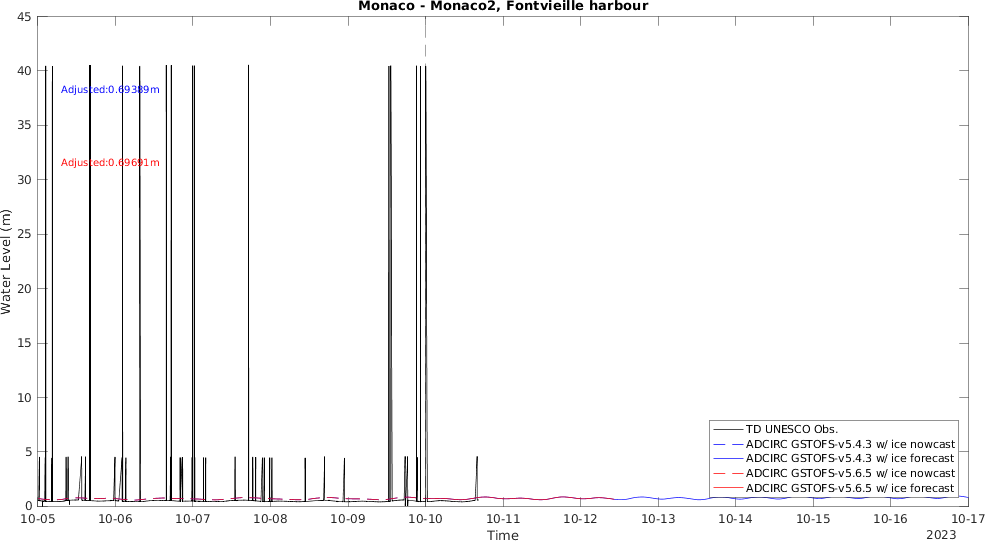 Monaco - Monaco2, Fontvieille harbour
Water Level (m)
45
40
35
30
25
20
15
10
5
0
Adjusted:0.69389m
Adjusted:0.69691m
TD UNESCO Obs.
ADCIRC GSTOFS-v5.4.3 w/ ice nowcast
ADCIRC GSTOFS-v5.4.3 w/ ice forecast
ADCIRC GSTOFS-v5.6.5 w/ ice nowcast
ADCIRC GSTOFS-v5.6.5 w/ ice forecast
10-05 10-06 10-07 10-08 10-09 10-10 10-11 10-12 10-13 10-14 10-15 10-16 10-17
Time
2023